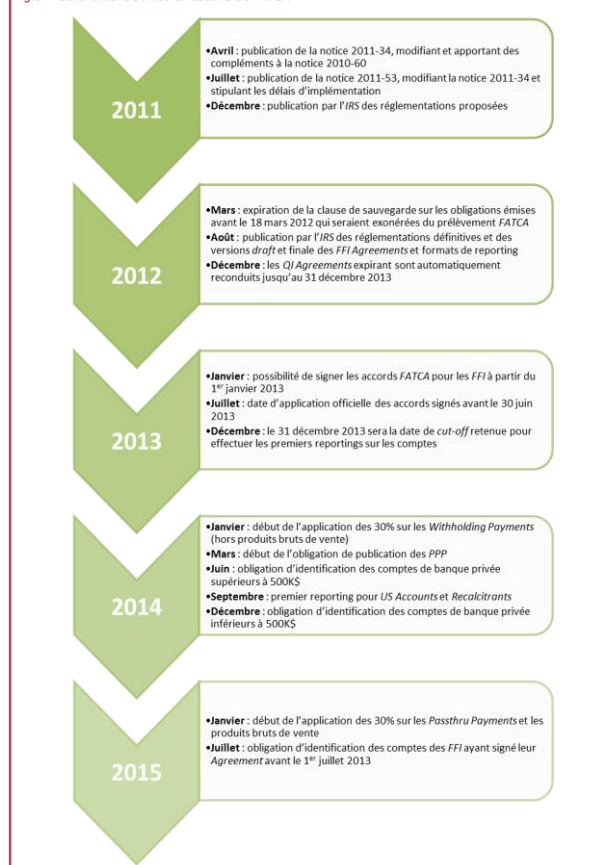 2011
•Avril : publication de la notice 2011-34, modifiant et apportant des
compléments à la notice 2010-60
•Juillet : publication de la notice 2011-53, modifiant la notice 2011-34 et
stipulant les délais d'implémentation
•Décembre : publication par l'IRS des réglementations proposées
2012
•Mars : expiration de la clause de sauvegarde sur les obligations émises
avant le 18 mars 2012 qui seraient exonérées du prélèvement FATCA
•Août : publication par l'IRS des réglementations définitives et des
versions draft et finale des FFI Agreements et formats de reporting
•Décembre : les QI Agreements expirant sont automatiquement
reconduits jusqu'au 31 décembre 2013
2013
•Janvier : possibilité de signer les accords FATCA pour les FFI à partir du
1er janvier 2013
•Juillet : date d'application officielle des accords signés avant le 30 juin
2013
•Décembre : le 31 décembre 2013 sera la date de cut-off retenue pour
effectuer les premiers reportings sur les comptes
2014
•Janvier : début de l'application des 30% sur les Withholding Payments
(hors produits bruts de vente)
•Mars : début de l'obligation de publication des PPP
•Juin : obligation d'identification des comptes de banque privée
supérieurs à 500K$
•Septembre : premier reporting pour US Accounts et Recalcitrants
•Décembre : obligation d'identification des comptes de banque privée
inférieurs à 500K$
2015
•Janvier : début de l'application des 30% sur les Passthru Payments et les
produits bruts de vente
•Juillet : obligation d'identification des comptes des FFI ayant signé leur
Agreement avant le 1er juillet 2013